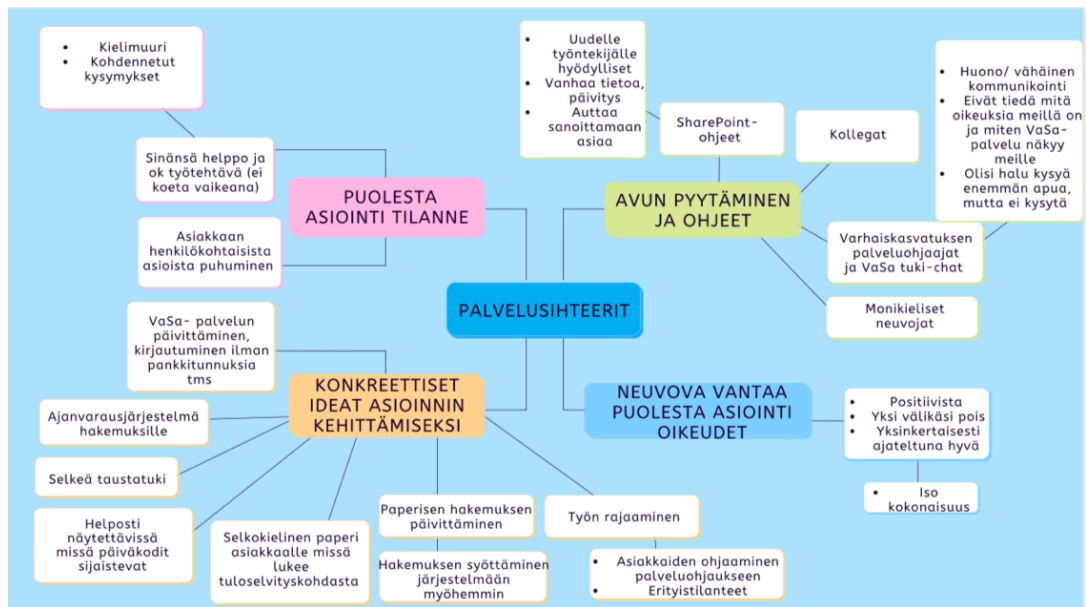 • Kielimuuri
• Kohdennetut
kysymykset
Sinänsä helppo ja
ok työtehtävä (ei
koeta vaikeana)
PUOLESTA
ASIOINTI TILANNE
Asiakkaan
henkilökohtaisista
asioista puhuminen
• Uudelle
työntekijälle
hyödylliset
• Vanhaa tietoa,
päivitys
• Auttaa
sanoittamaan
asiaa
SharePoint-
ohjeet
Kollegat
• Huono/ vähäinen
kommunikointi
• Eivät tiedä mitä
oikeuksia meillä on
ja miten VaSa-
palvelu näkyy
meille
• Olisi halu kysyä
enemmän apua,
mutta ei kysytä
AVUN PYYTÄMINEN
JA OHJEET
Varhaiskasvatuksen
palveluohjaajat
ja VaSa tuki-chat
Monikieliset
neuvojat
PALVELUSIHTEERIT
VaSa- palvelun
päivittäminen,
kirjautuminen ilman
pankkitunnuksia
tms
KONKREETTISET
IDEAT ASIOINNIN
KEHITTÄMISEKSI
Ajanvarausjärjestelmä
hakemuksille
Selkeä taustatuki
Helposti
näytettävissä
missä päiväkodit
sijaistevat
Selkokielinen paperi
asiakkaalle missä
lukee
tuloselvityskohdasta
Paperisen hakemuksen
päivittäminen
Hakemuksen syöttäminen
järjestelmään
myöhemmin
Työn rajaaminen
• Asiakkaiden ohjaaminen
palveluohjaukseen
• Erityistilanteet
NEUVOVA VANTAA
PUOLESTA ASIOINTI
OIKEUDET
• Positiivista
• Yksi välikäsi pois
• Yksinkertaisesti
ajateltuna hyvä
• Iso
kokonaisuus